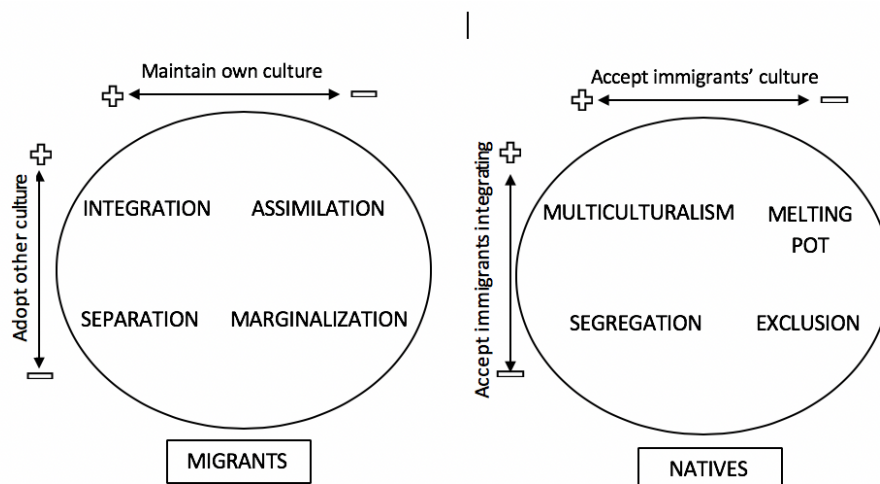 Maintain own culture
Adopt other culture
INTEGRATION
ASSIMILATION
SEPARATION
MARGINALIZATION
MIGRANTS
Accept immigrants' culture
Accept immigrants integrating
MULTICULTURALISM
MELTING
POT
SEGREGATION
EXCLUSION
NATIVES